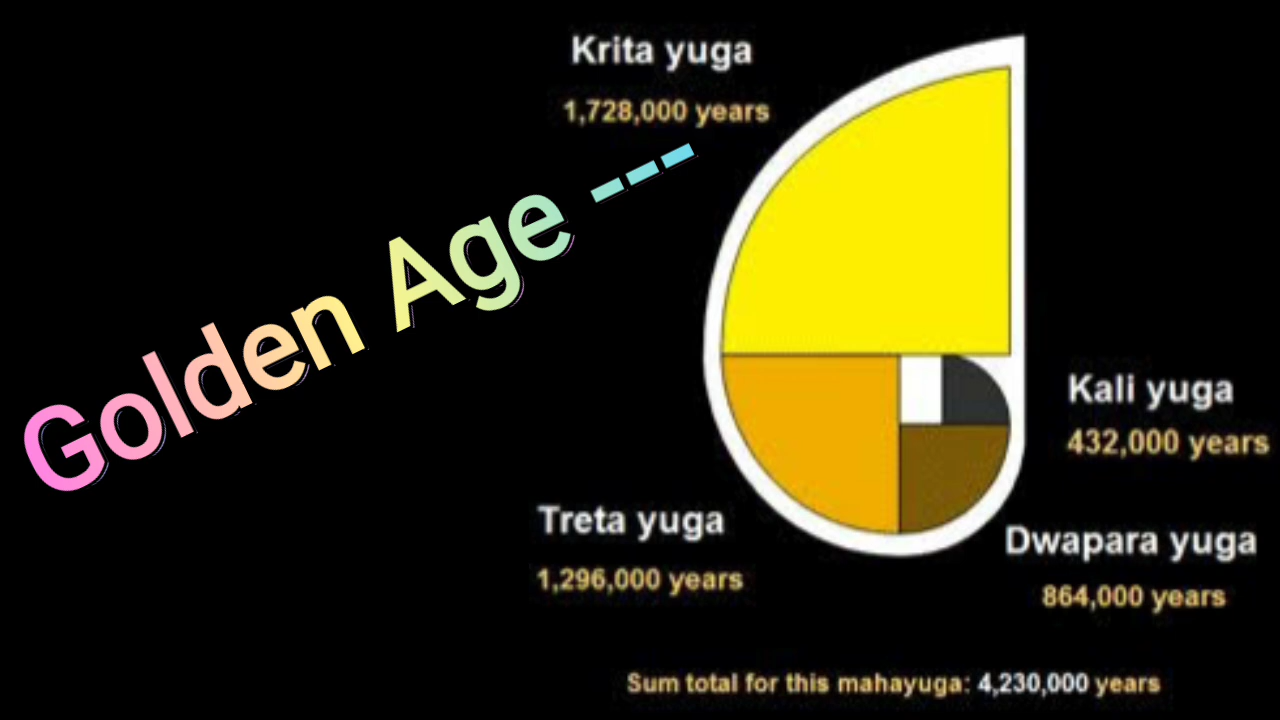 Krita yuga
1,728,000 years
Golden Age ---
Kali yuga
432,000 years
Treta yuga
1,296,000 years
Dwapara yuga
864,000 years
Sum total for this mahayuga: 4,230,000 years